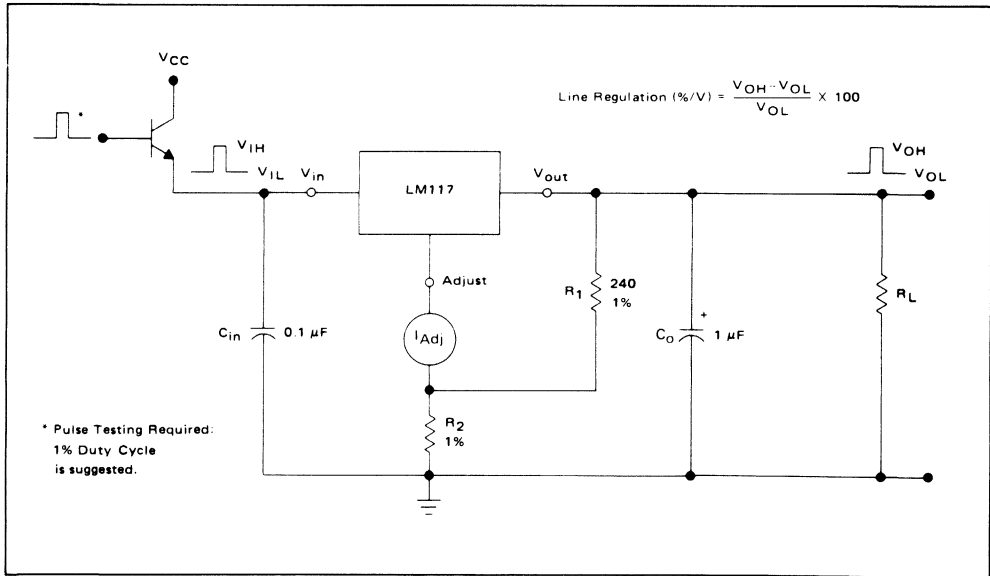 VCC
Line Regulation (%/V) = VOH - VOL / VOL X 100
*
VIH
VIL
Vin
LM117
Vout
VOH
VOL
Adjust
R1
240
1%
RL
Cin
0.1 µF
IAdj
+
CO
1 µF
R2
1%
* Pulse Testing Required:
1% Duty Cycle
is suggested.